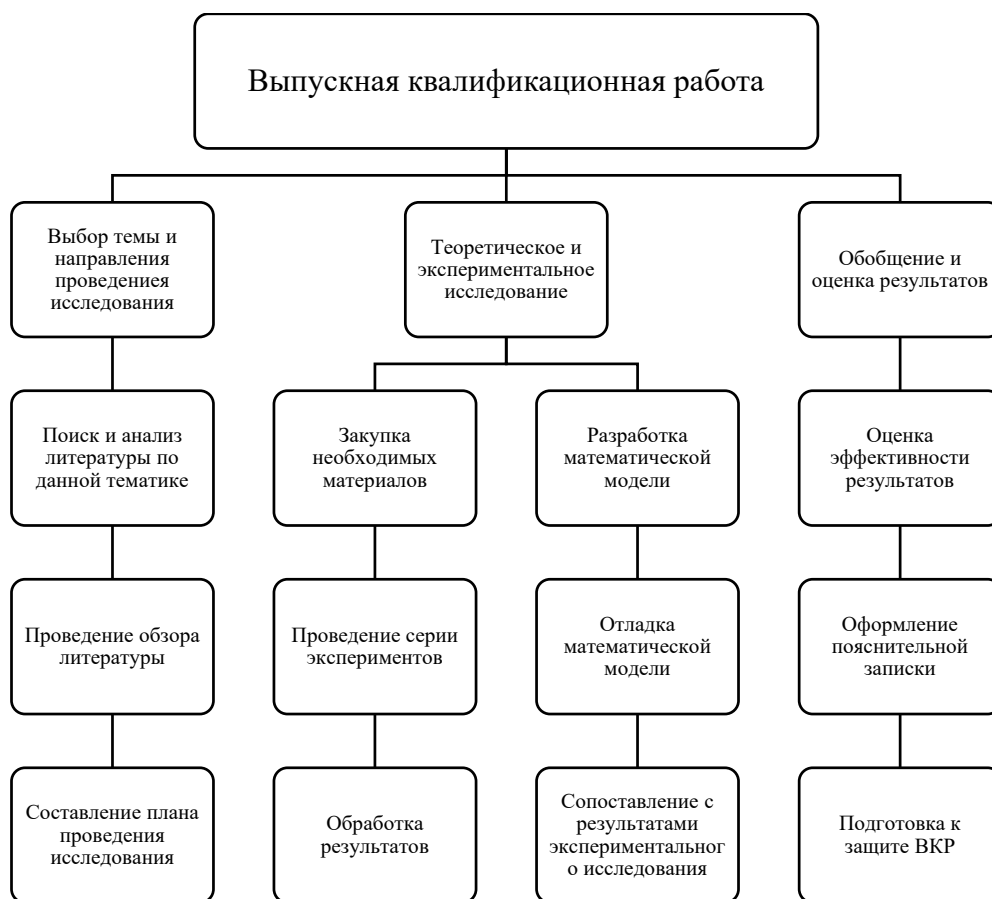 Выпускная квалификационная работа
Выбор темы и
направления
проведениея
исследования
Теоретическое и
экспериментальное
исследование
Обобщение и
оценка результатов
Поиск и анализ
литературы по
данной тематике
Закупка
необходимых
материалов
Разработка
математической
модели
Оценка
эффективности
результатов
Проведение обзора
литературы
Проведение серии
экспериментов
Отладка
математической
модели
Оформление
пояснительной
записки
Составление плана
проведения
исследования
Обработка
результатов
Сопоставление с
результатами
экспериментальног
о исследования
Подготовка к
защите ВКР